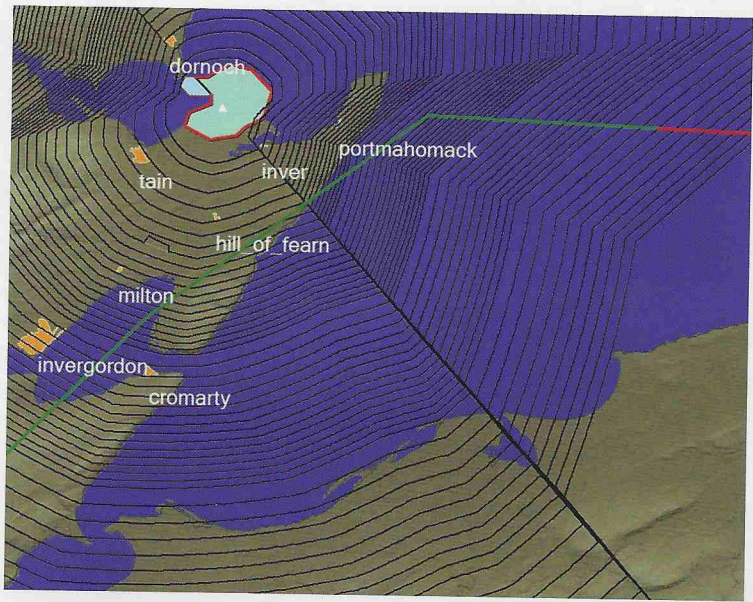 dornoch
portmahomack
inver
tain
hill_of_fearn
milton
invergordon
cromarty